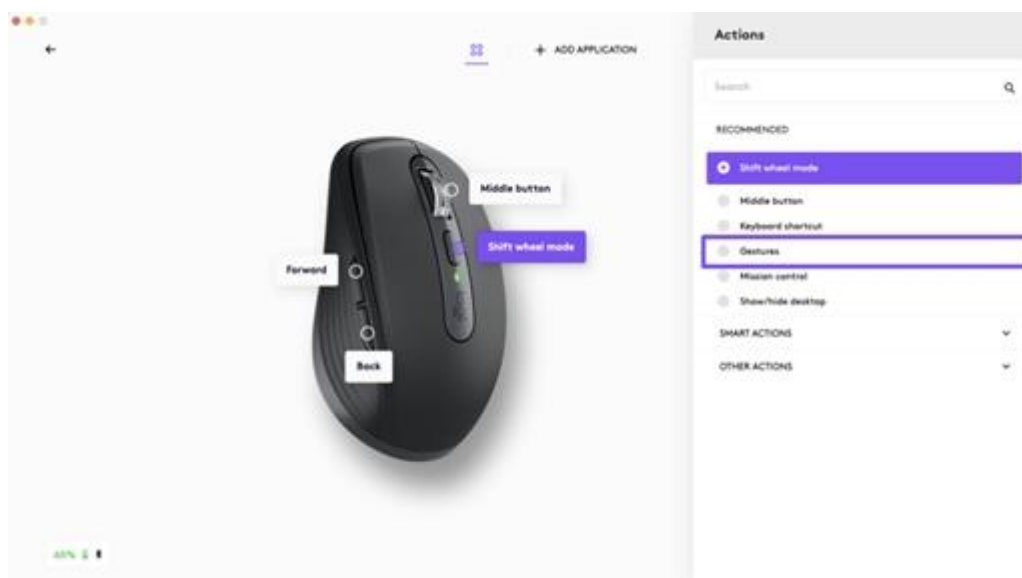 Actions
+ ADD APPLICATION
Search
RECOMMENDED
Shift wheel mode
Middle button
Middle button
Keyboard shortcut
Shift wheel mode
Gestures
Forward
Mission control
Show/hide desktop
SMART ACTIONS
Back
OTHER ACTIONS